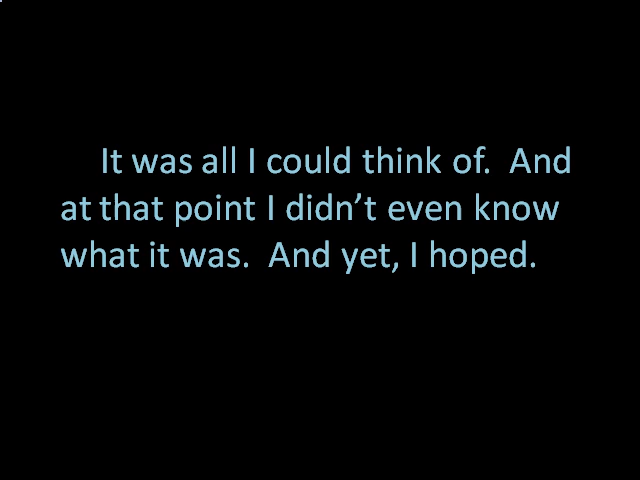 It was all I could think of.  And
at that point I didn’t even know
what it was.  And yet, I hoped.